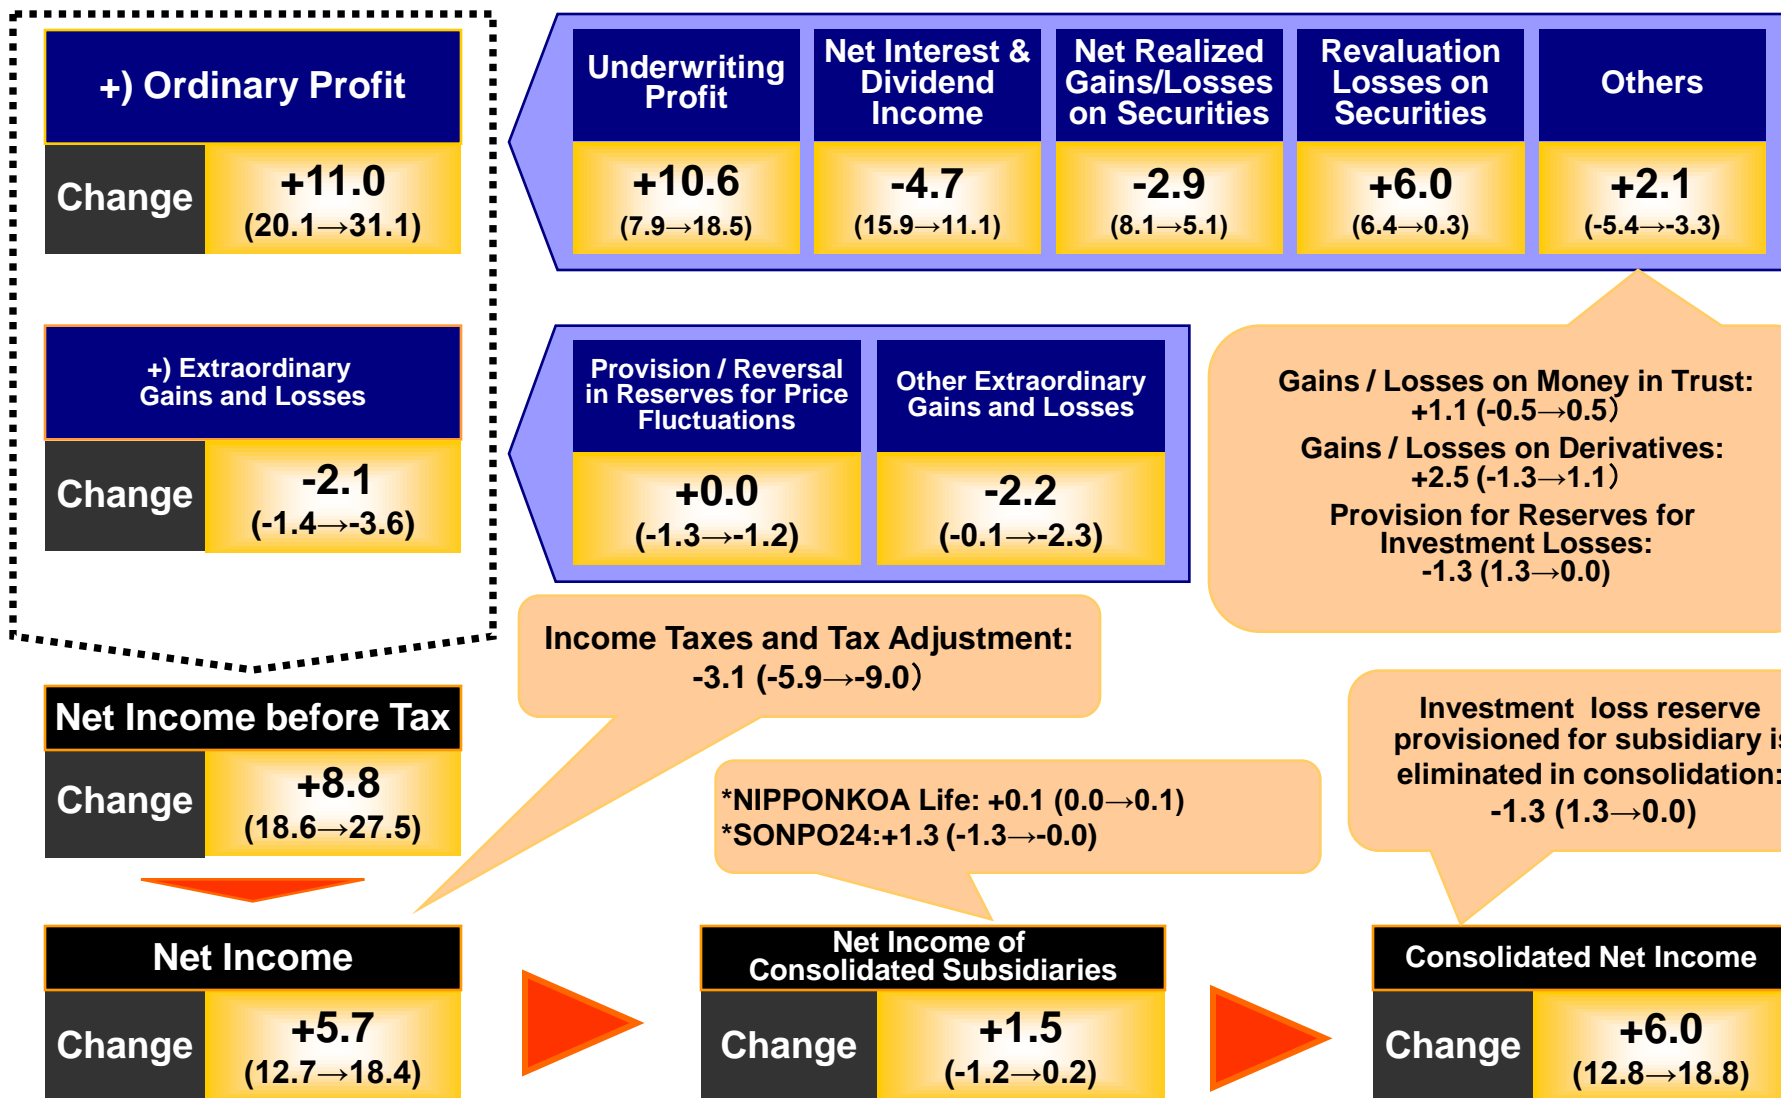 +) Ordinary Profit
Change
+11.0
(20.1→31.1)
Underwriting
Profit
+10.6
(7.9→18.5)
Net Interest &
Dividend
Income
-4.7
(15.9→11.1)
Net Realized
Gains/Losses
on Securities
-2.9
(8.1→5.1)
Revaluation
Losses on
Securities
+6.0
(6.4→0.3)
Others
+2.1
(-5.4→-3.3)
+) Extraordinary
Gains and Losses
Change
-2.1
(-1.4→-3.6)
Provision / Reversal
in Reserves for Price
Fluctuations
+0.0
(-1.3→-1.2)
Other Extraordinary
Gains and Losses
-2.2
(-0.1→-2.3)
Gains / Losses on Money in Trust:
+1.1 (-0.5→0.5）
Gains / Losses on Derivatives:
+2.5 (-1.3→1.1）
Provision for Reserves for
Investment Losses:
-1.3 (1.3→0.0)
Income Taxes and Tax Adjustment:
-3.1 (-5.9→-9.0）
Net Income before Tax
Change
+8.8
(18.6→27.5)
*NIPPONKOA Life: +0.1 (0.0→0.1)
*SONPO24:+1.3 (-1.3→-0.0)
Investment loss reserve
provisioned for subsidiary is
eliminated in consolidation:
-1.3 (1.3→0.0)
Net Income
Change
+5.7
(12.7→18.4)
Net Income of
Consolidated Subsidiaries
Change
+1.5
(-1.2→0.2)
Consolidated Net Income
Change
+6.0
(12.8→18.8)